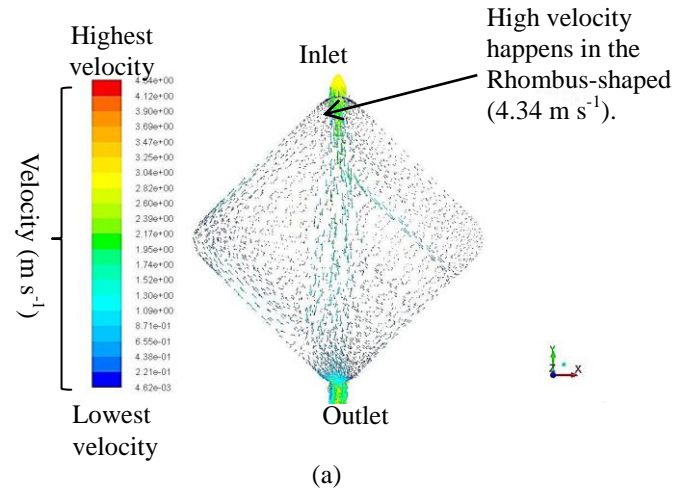 Highest
velocity
Velocity (m s⁻¹)
4.34e+00
4.12e+00
3.90e+00
3.69e+00
3.47e+00
3.25e+00
3.04e+00
2.82e+00
2.60e+00
2.39e+00
2.17e+00
1.95e+00
1.74e+00
1.52e+00
1.30e+00
1.09e+00
8.71e-01
6.55e-01
4.38e-01
2.21e-01
4.62e-03
Lowest
velocity
Inlet
High velocity
happens in the
Rhombus-shaped
(4.34 m s⁻¹).
Outlet
Y
Z X
(a)